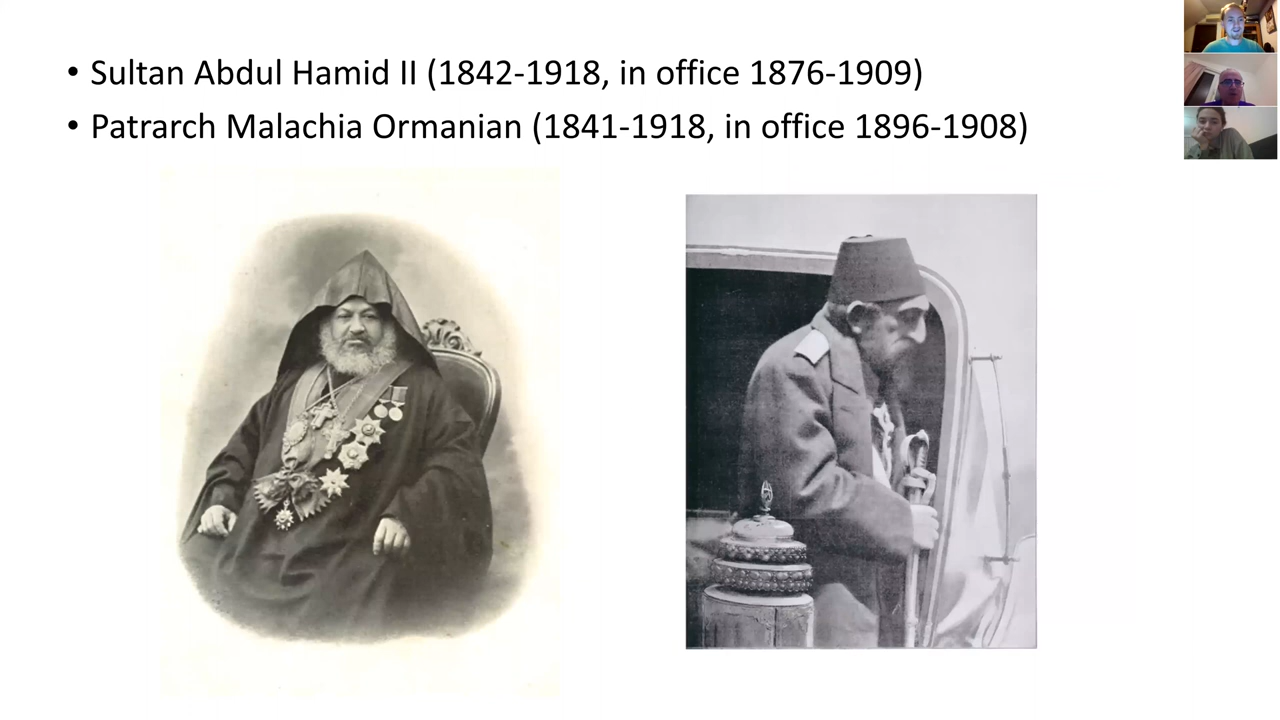 • Sultan Abdul Hamid II (1842-1918, in office 1876-1909)
• Patrarch Malachia Ormanian (1841-1918, in office 1896-1908)